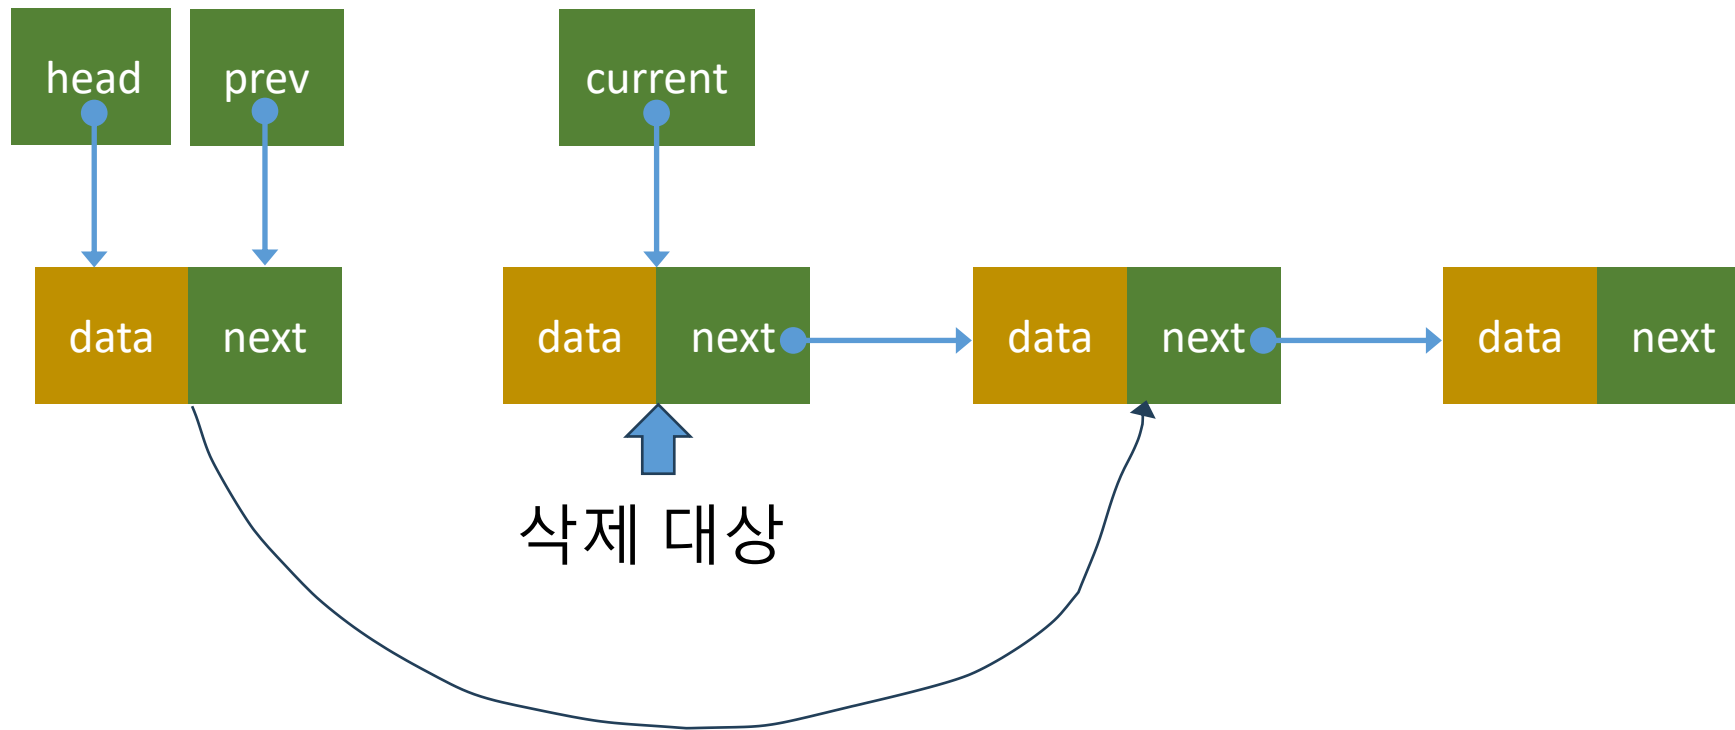 head prev current
data next data next data next data next
삭제 대상